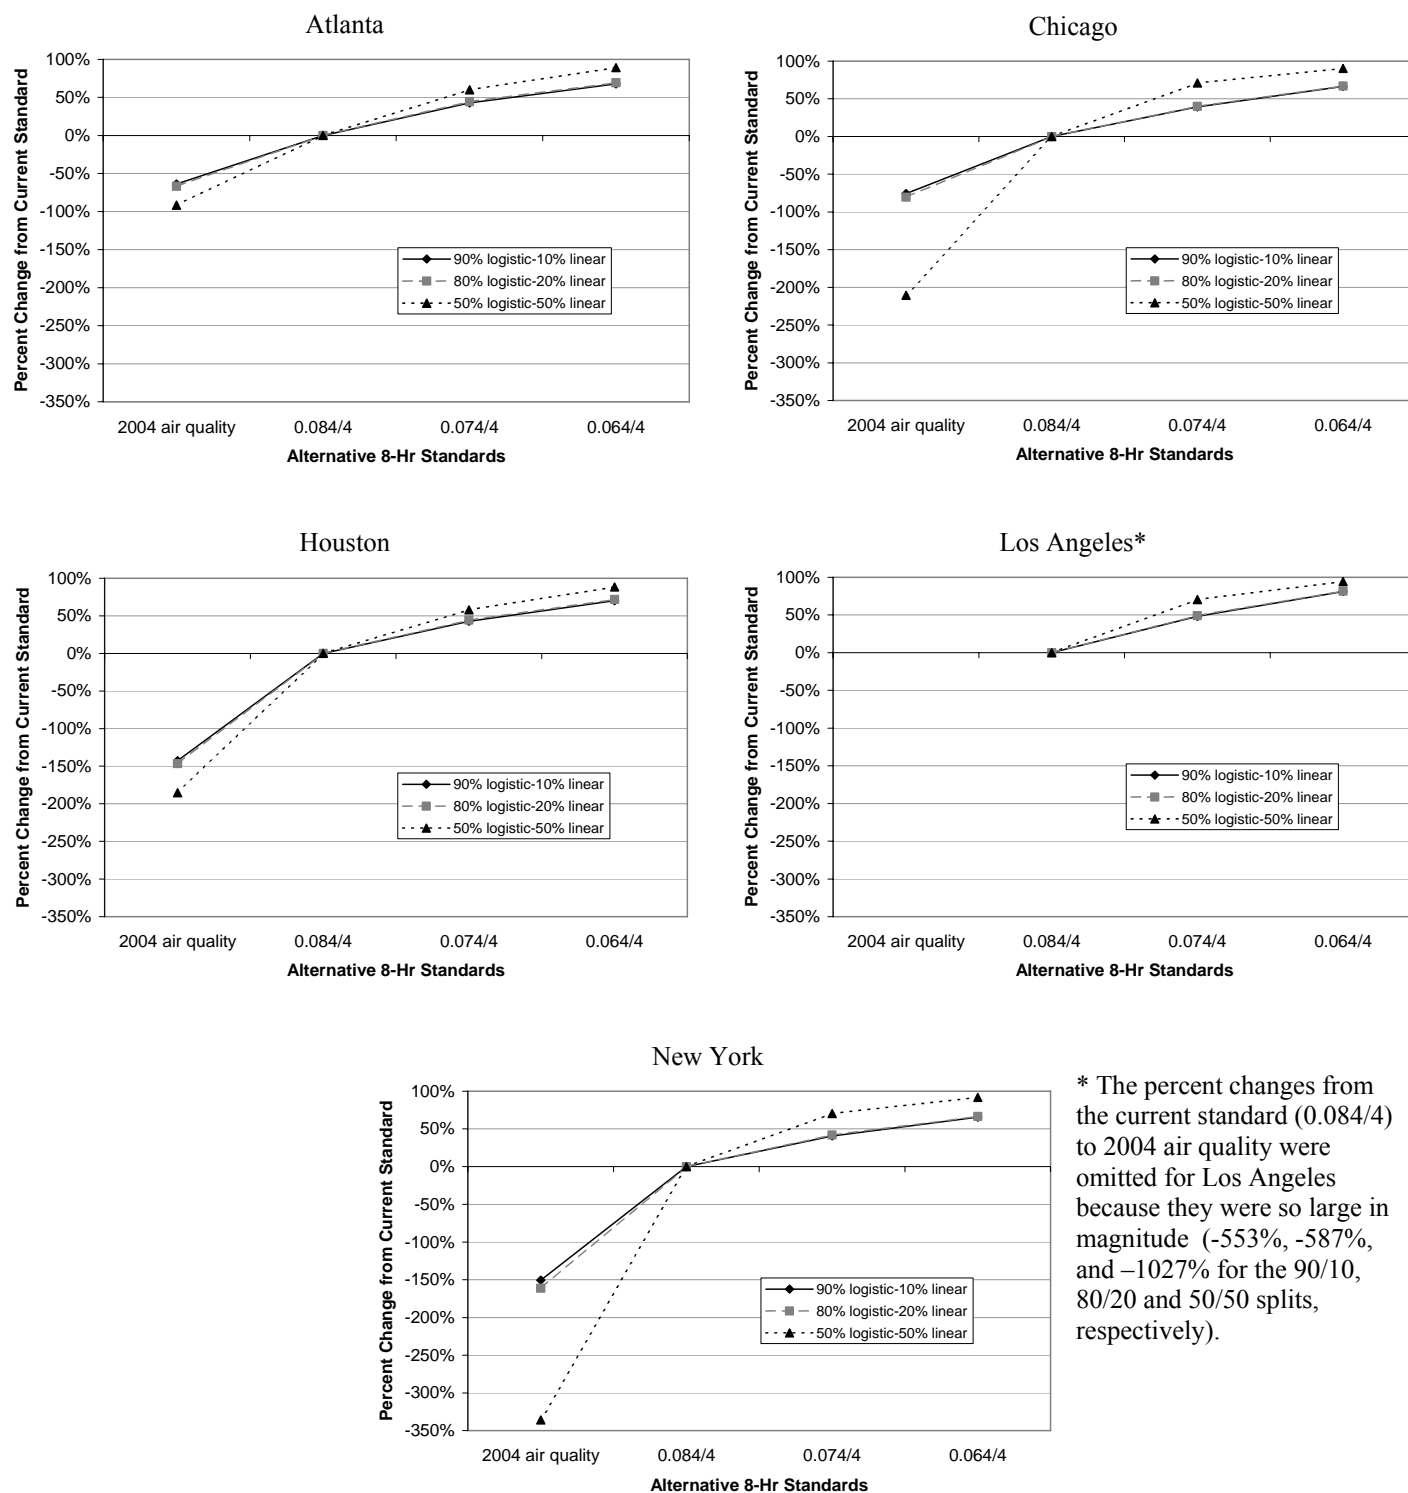 Atlanta
Percent Change from Current Standard
100%
50%
0%
-50%
-100%
-150%
-200%
-250%
-300%
-350%
90% logistic-10% linear
80% logistic-20% linear
50% logistic-50% linear
2004 air quality 0.084/4 0.074/4 0.064/4
Alternative 8-Hr Standards
Chicago
Percent Change from Current Standard
100%
50%
0%
-50%
-100%
-150%
-200%
-250%
-300%
-350%
90% logistic-10% linear
80% logistic-20% linear
50% logistic-50% linear
2004 air quality 0.084/4 0.074/4 0.064/4
Alternative 8-Hr Standards
Houston
Percent Change from Current Standard
100%
50%
0%
-50%
-100%
-150%
-200%
-250%
-300%
-350%
90% logistic-10% linear
80% logistic-20% linear
50% logistic-50% linear
2004 air quality 0.084/4 0.074/4 0.064/4
Alternative 8-Hr Standards
Los Angeles*
Percent Change from Current Standard
100%
50%
0%
-50%
-100%
-150%
-200%
-250%
-300%
-350%
90% logistic-10% linear
80% logistic-20% linear
50% logistic-50% linear
2004 air quality 0.084/4 0.074/4 0.064/4
Alternative 8-Hr Standards
New York
Percent Change from Current Standard
100%
50%
0%
-50%
-100%
-150%
-200%
-250%
-300%
-350%
90% logistic-10% linear
80% logistic-20% linear
50% logistic-50% linear
2004 air quality 0.084/4 0.074/4 0.064/4
Alternative 8-Hr Standards
* The percent changes from
the current standard (0.084/4)
to 2004 air quality were
omitted for Los Angeles
because they were so large in
magnitude (-553%, -587%,
and –1027% for the 90/10,
80/20 and 50/50 splits,
respectively).